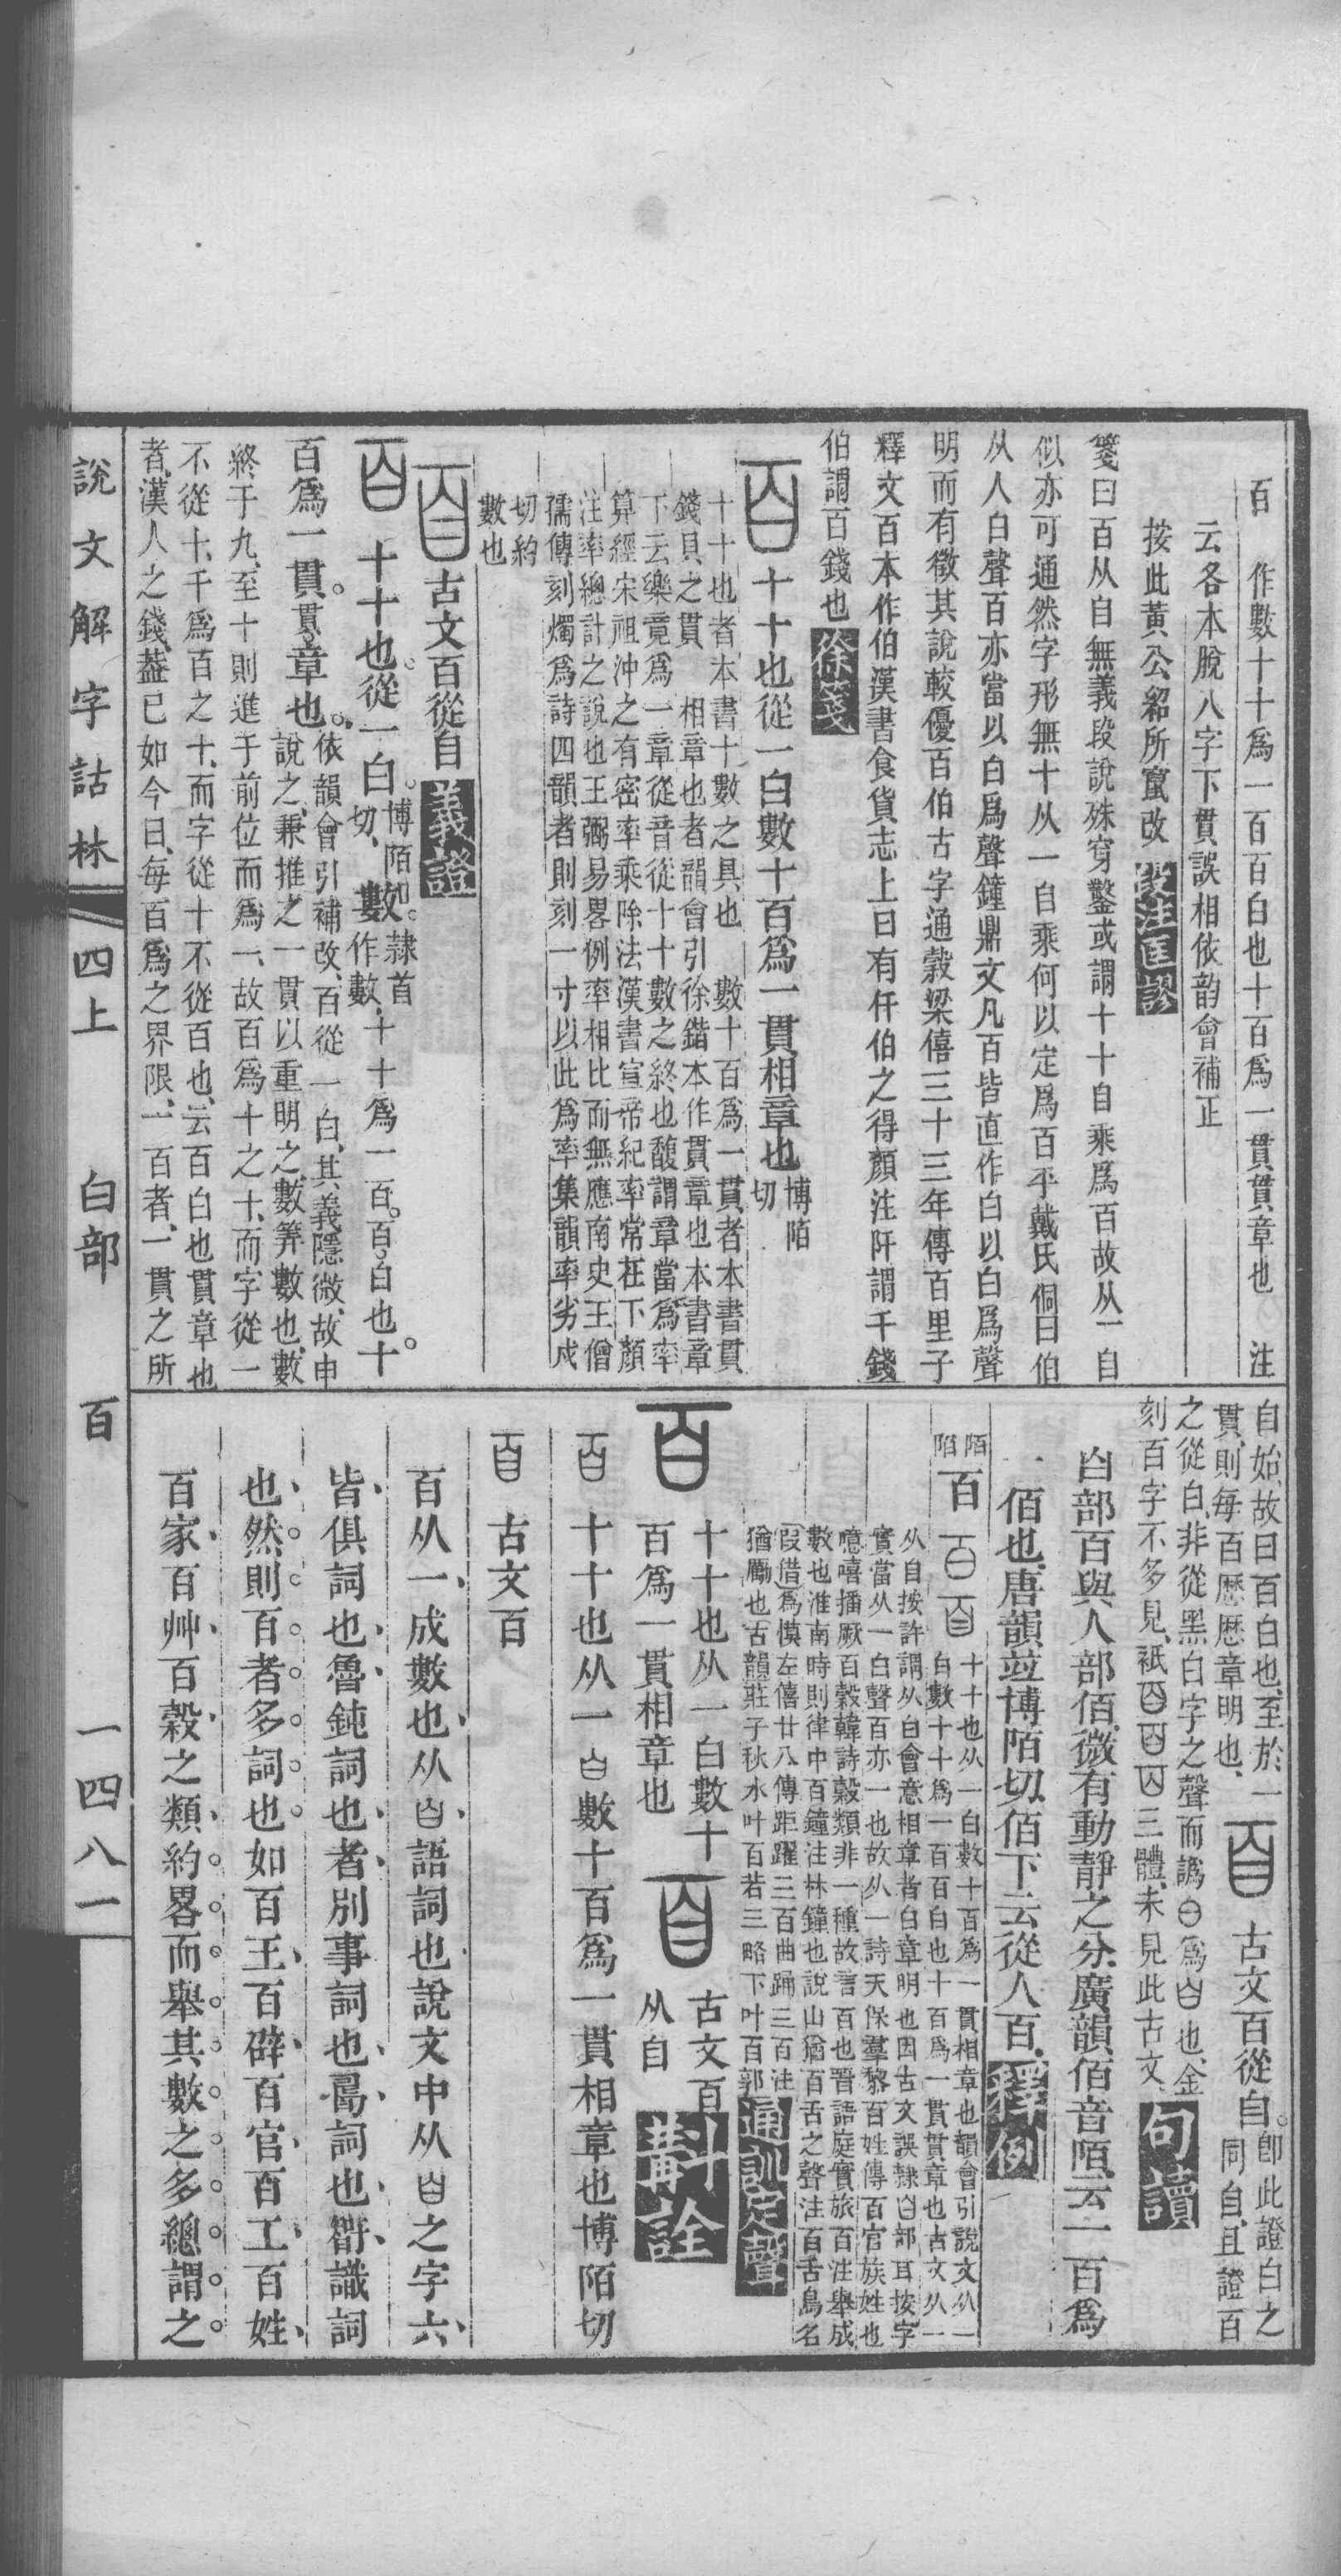 百　作數十十爲一百百白也十百爲一貫貫章也　注
云各本脫八字下貫誤相依韵會補正
按此黃公紹所竄改　段注匡謬
箋曰百从自無義段說殊穿鑿或謂十十自乘爲百故从一自
似亦可通然字形無十从一自乘何以定爲百乎戴氏侗曰伯
从人白聲百亦當以白爲聲鐘鼎文凡百皆直作白以白爲聲
明而有徵其說較優百伯古字通穀梁僖三十三年傳百里子
釋文百本作伯漢書食貨志上曰有仟伯之得顏注阡謂千錢
伯謂百錢也　徐箋
十十也從一白數十百爲一貫相章也博陌
切
十十也者本書十數之具也　數十百爲一貫者本書貫
錢貝之貫　相章也者韻會引徐鍇本作貫章也本書章
下云樂竟爲一章從音從十十數之終也馥謂章當爲率
算經宋祖沖之有密率乘除法漢書宣帝紀率常在下顏
注率總計之說也王弼易畧例率相比而無應南史王僧
孺傳刻燭爲詩四韻者則刻一寸以此爲率集韻率劣戍
切約
數也
古文百從自　義證
十十也從一白。博陌切、數卽隸首作數、十十爲一百。百、白也。十
百爲一貫。貫、章也。依韻會引補改、百從一白、其義隱微、故申
說之、兼推之一貫以重明之、數筭數也、數
終于九、至十則進于前位而爲一、故百爲十之十、而字從一
不從十、千爲百之十、而字從十不從百也、云百白也貫章也
者、漢人之錢、葢已如今日、每百爲之界限、一百者、一貫之所
說文解字詁林　四上　白部　百　一四八一
自始、故曰百白也、至於一
貫、則每百歷歷章明也、
古文百從自。卽此證白之
同自、且證百
之從白、非從黑白字之聲而譌爲也、金
刻百字不多見、祇三體、未見此古文、　句讀
白部百與人部佰、微有動靜之分、廣韻佰音陌、云一百爲
一佰也、唐韻竝博陌切、佰下云從人百、　釋例
陌
陌
百　十十也从一白數十百爲一貫相章也韻會引說文从一
白數十十爲一百百白也十百爲一貫貫章也古文从一
从自按許謂从白會意相章者白章明也因古文誤隸白部耳按字
實當从一白聲百亦一也故从一詩天保羣黎百姓傳百官族姓也
噫嘻播厥百穀韓詩穀類非一種故言百也晉語庭實旅百注舉成
數也淮南時則律中百鐘注林鐘也說山猶百舌之聲注百舌鳥名
叚借爲慔左僖廿八傳距躍三百曲踊三百注
猶勵也古韻莊子秋水叶百若三略下叶百郭　通訓定聲
十十也从一白數十
百爲一貫相章也
古文百
从自　斠詮
十十也从一數十百爲一貫相章也博陌切
古文百
百从一、成數也、从語詞也、說文中从之字六、
皆、俱詞也、魯、鈍詞也、者、別事詞也、𠷎、詞也、𥏼、識詞
也、然則百者多詞也、如百王、百辟、百官、百工、百姓、
百家、百艸、百穀之類、約畧而舉其數之多總謂之